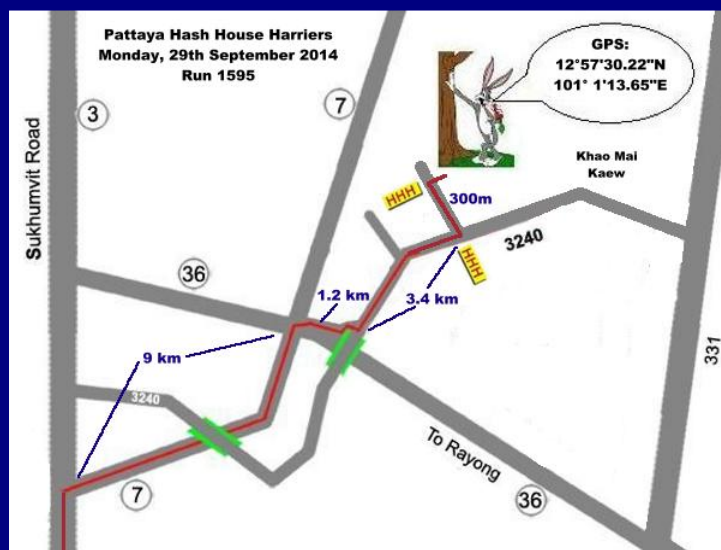 Pattaya Hash House Harriers
Monday, 29th September 2014
Run 1595
GPS:
12°57'30.22"N
101° 1'13.65"E
3
7
Sukhumvit Road
Khao Mai
Kaew
HHH
300m
3240
HHH
36
1.2 km
3.4 km
9 km
331
3240
To Rayong
7
36